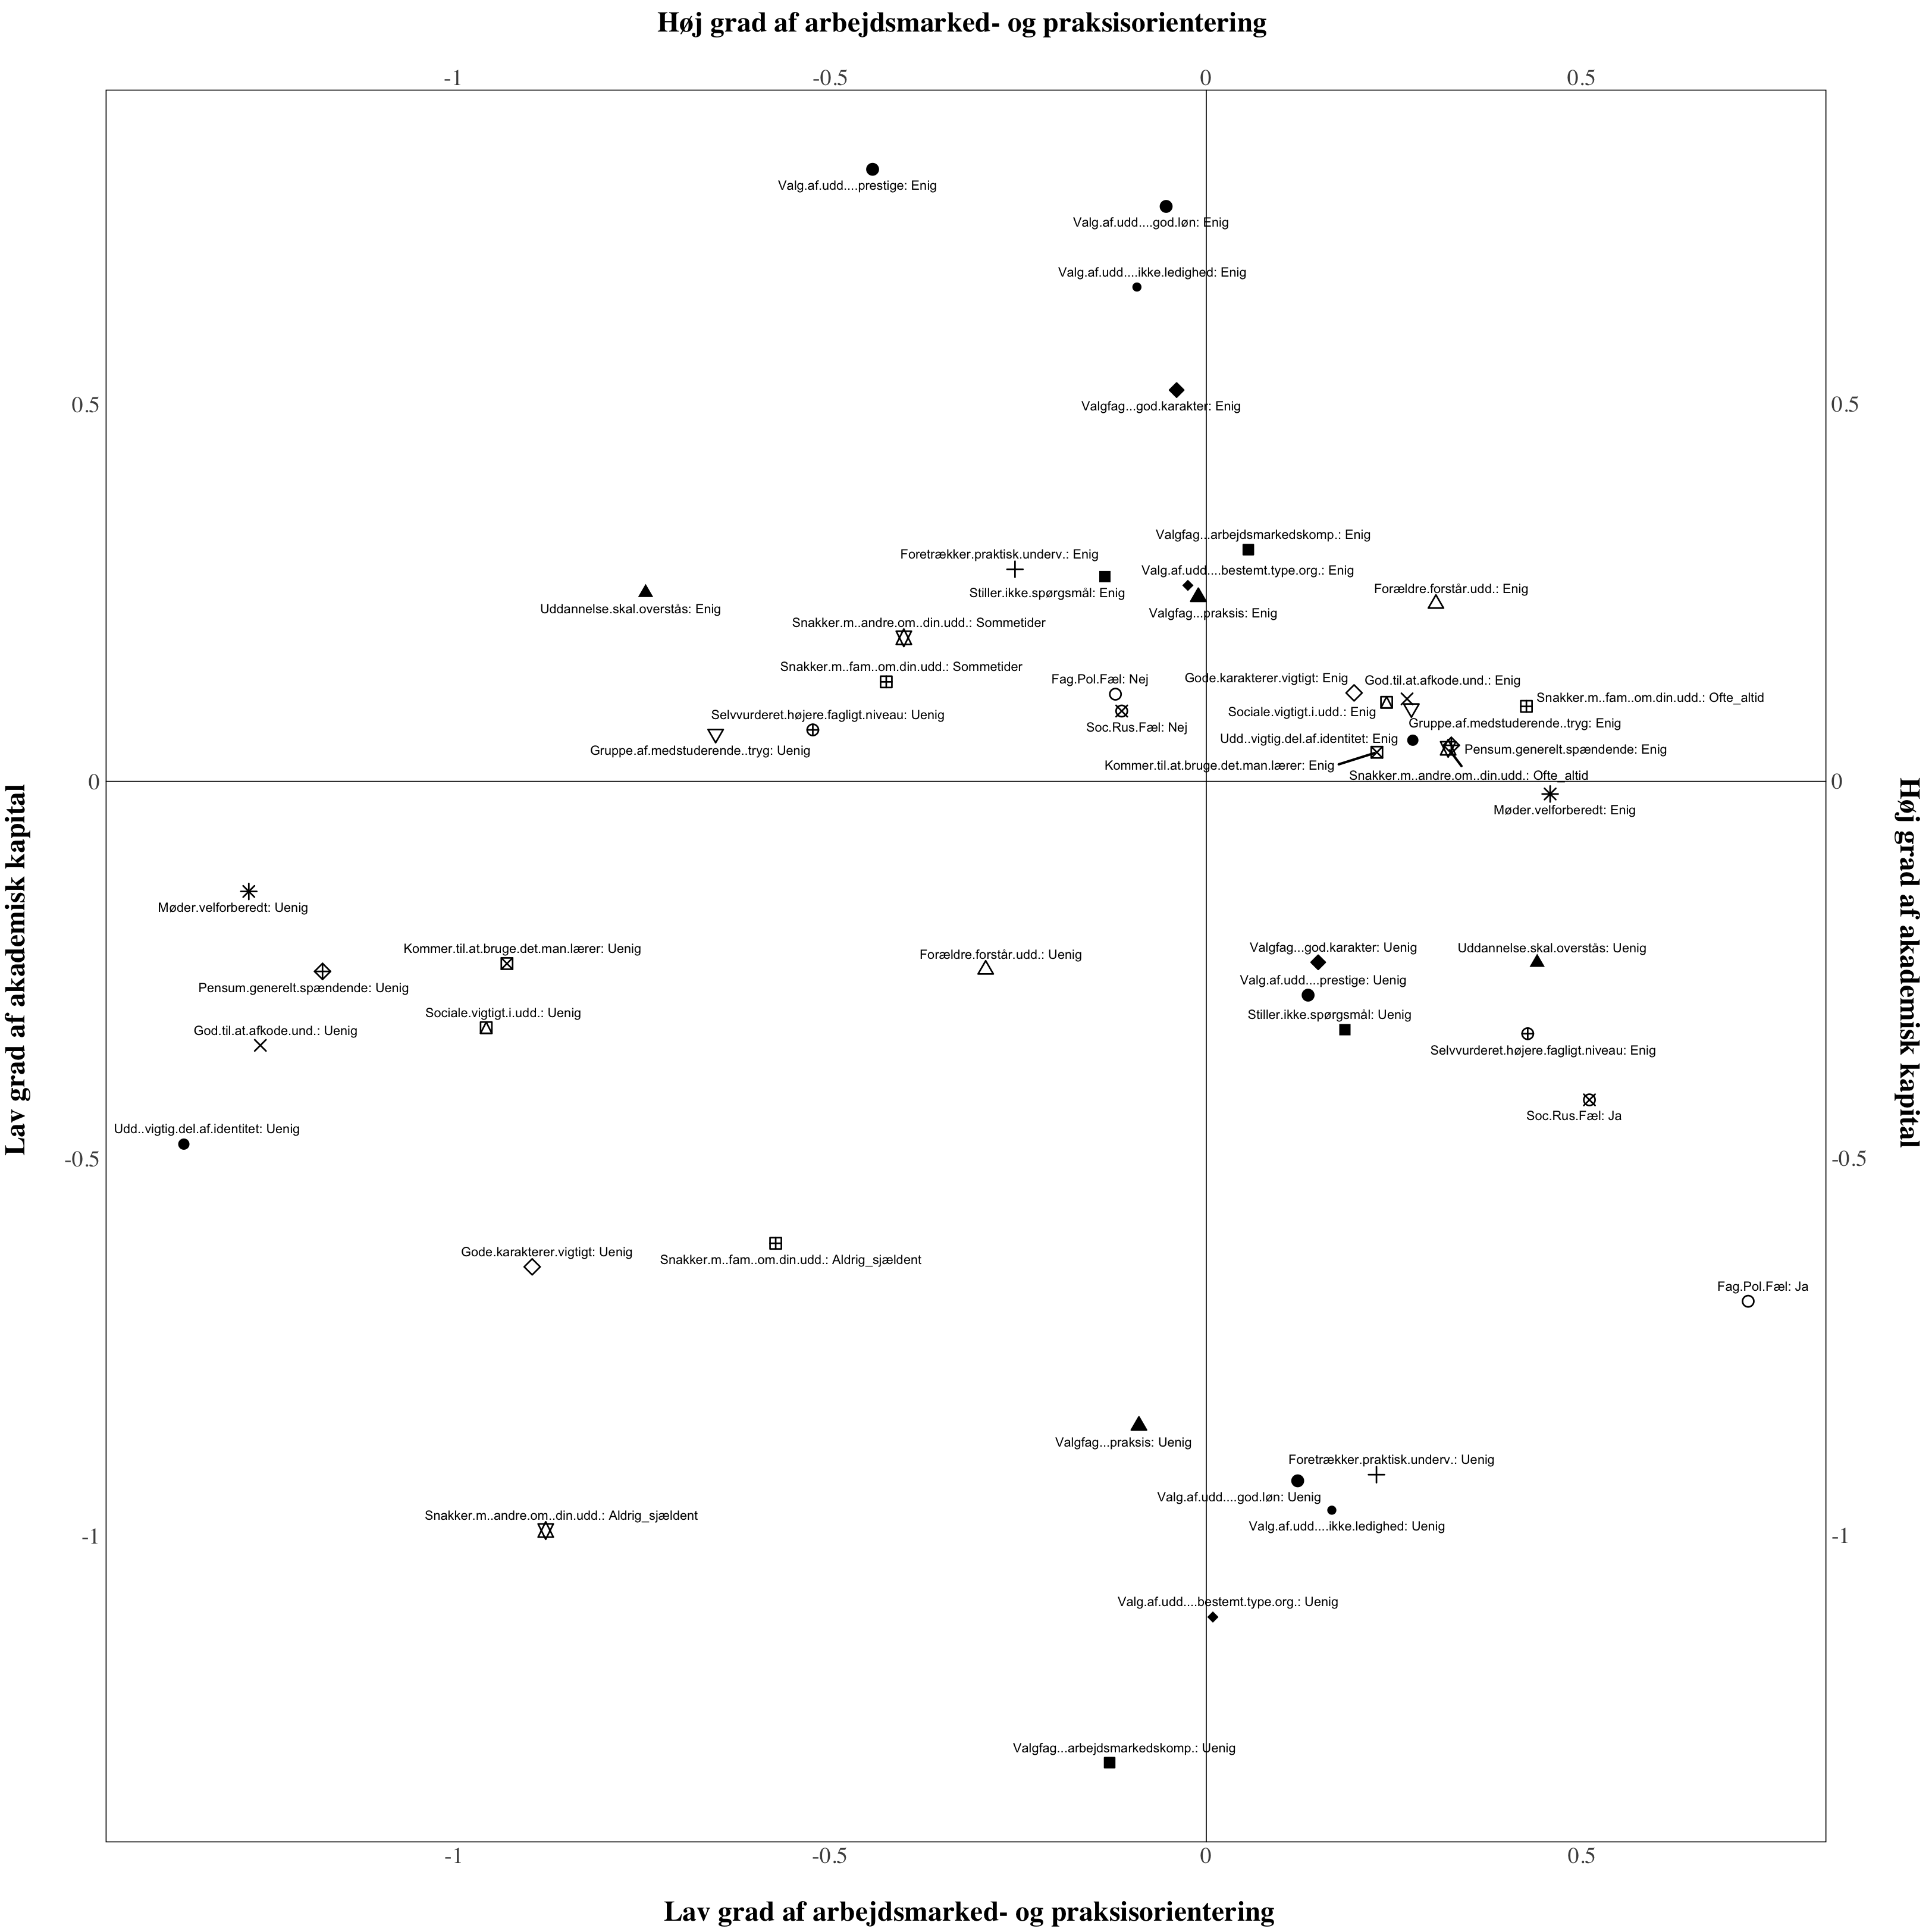 Høj grad af arbejdsmarked- og praksisorientering
-1
-0.5
0
0.5
Valg.af.udd....prestige: Enig
Valg.af.udd....god.løn: Enig
Valg.af.udd....ikke.ledighed: Enig
0.5
0.5
Valgfag...god.karakter: Enig
Valgfag...arbejdsmarkedskomp.: Enig
Foretrækker.praktisk.underv.: Enig
Valg.af.udd....bestemt.type.org.: Enig
Stiller.ikke.spørgsmål: Enig
Forældre.forstår.udd.: Enig
Uddannelse.skal.overstås: Enig
Valgfag...praksis: Enig
Snakker.m..andre.om..din.udd.: Sommetider
Snakker.m..fam..om.din.udd.: Sommetider
Fag.Pol.Fæl: Nej
Gode.karakterer.vigtigt: Enig
God.til.at.afkode.und.: Enig
Snakker.m..fam..om.din.udd.: Ofte_altid
Selvvurderet.højere.fagligt.niveau: Uenig
Sociale.vigtigt.i.udd.: Enig
Soc.Rus.Fæl: Nej
Gruppe.af.medstuderende..tryg: Enig
Udd..vigtig.del.af.identitet: Enig
Gruppe.af.medstuderende..tryg: Uenig
Pensum.generelt.spændende: Enig
Kommer.til.at.bruge.det.man.lærer: Enig
Snakker.m..andre.om..din.udd.: Ofte_altid
0
0
Møder.velforberedt: Enig
Lav grad af akademisk kapital
Høj grad af akademisk kapital
Møder.velforberedt: Uenig
Kommer.til.at.bruge.det.man.lærer: Uenig
Forældre.forstår.udd.: Uenig
Valgfag...god.karakter: Uenig
Uddannelse.skal.overstås: Uenig
Pensum.generelt.spændende: Uenig
Valg.af.udd....prestige: Uenig
Sociale.vigtigt.i.udd.: Uenig
Stiller.ikke.spørgsmål: Uenig
God.til.at.afkode.und.: Uenig
Selvvurderet.højere.fagligt.niveau: Enig
Soc.Rus.Fæl: Ja
Udd..vigtig.del.af.identitet: Uenig
-0.5
-0.5
Gode.karakterer.vigtigt: Uenig
Snakker.m..fam..om.din.udd.: Aldrig_sjældent
Fag.Pol.Fæl: Ja
Valgfag...praksis: Uenig
Foretrækker.praktisk.underv.: Uenig
Valg.af.udd....god.løn: Uenig
Snakker.m..andre.om..din.udd.: Aldrig_sjældent
Valg.af.udd....ikke.ledighed: Uenig
-1
-1
Valg.af.udd....bestemt.type.org.: Uenig
Valgfag...arbejdsmarkedskomp.: Uenig
-1
-0.5
0
0.5
Lav grad af arbejdsmarked- og praksisorientering